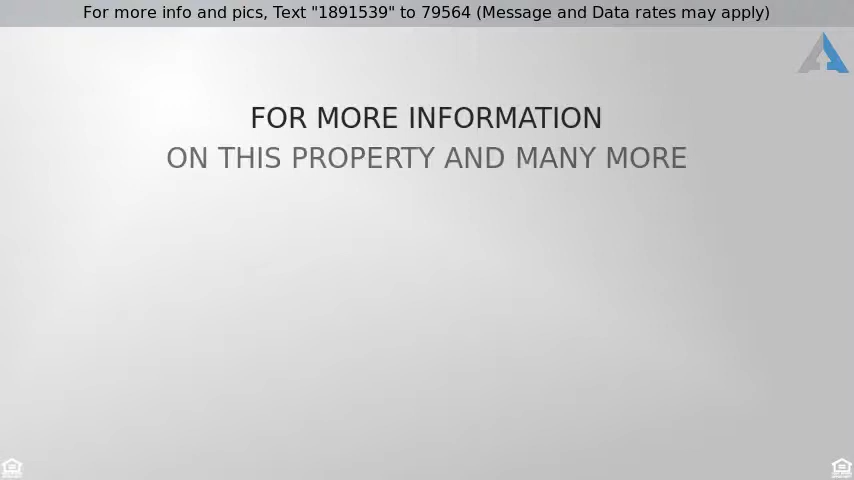 For more info and pics, Text "1891539" to 79564 (Message and Data rates may apply)
FOR MORE INFORMATION
ON THIS PROPERTY AND MANY MORE